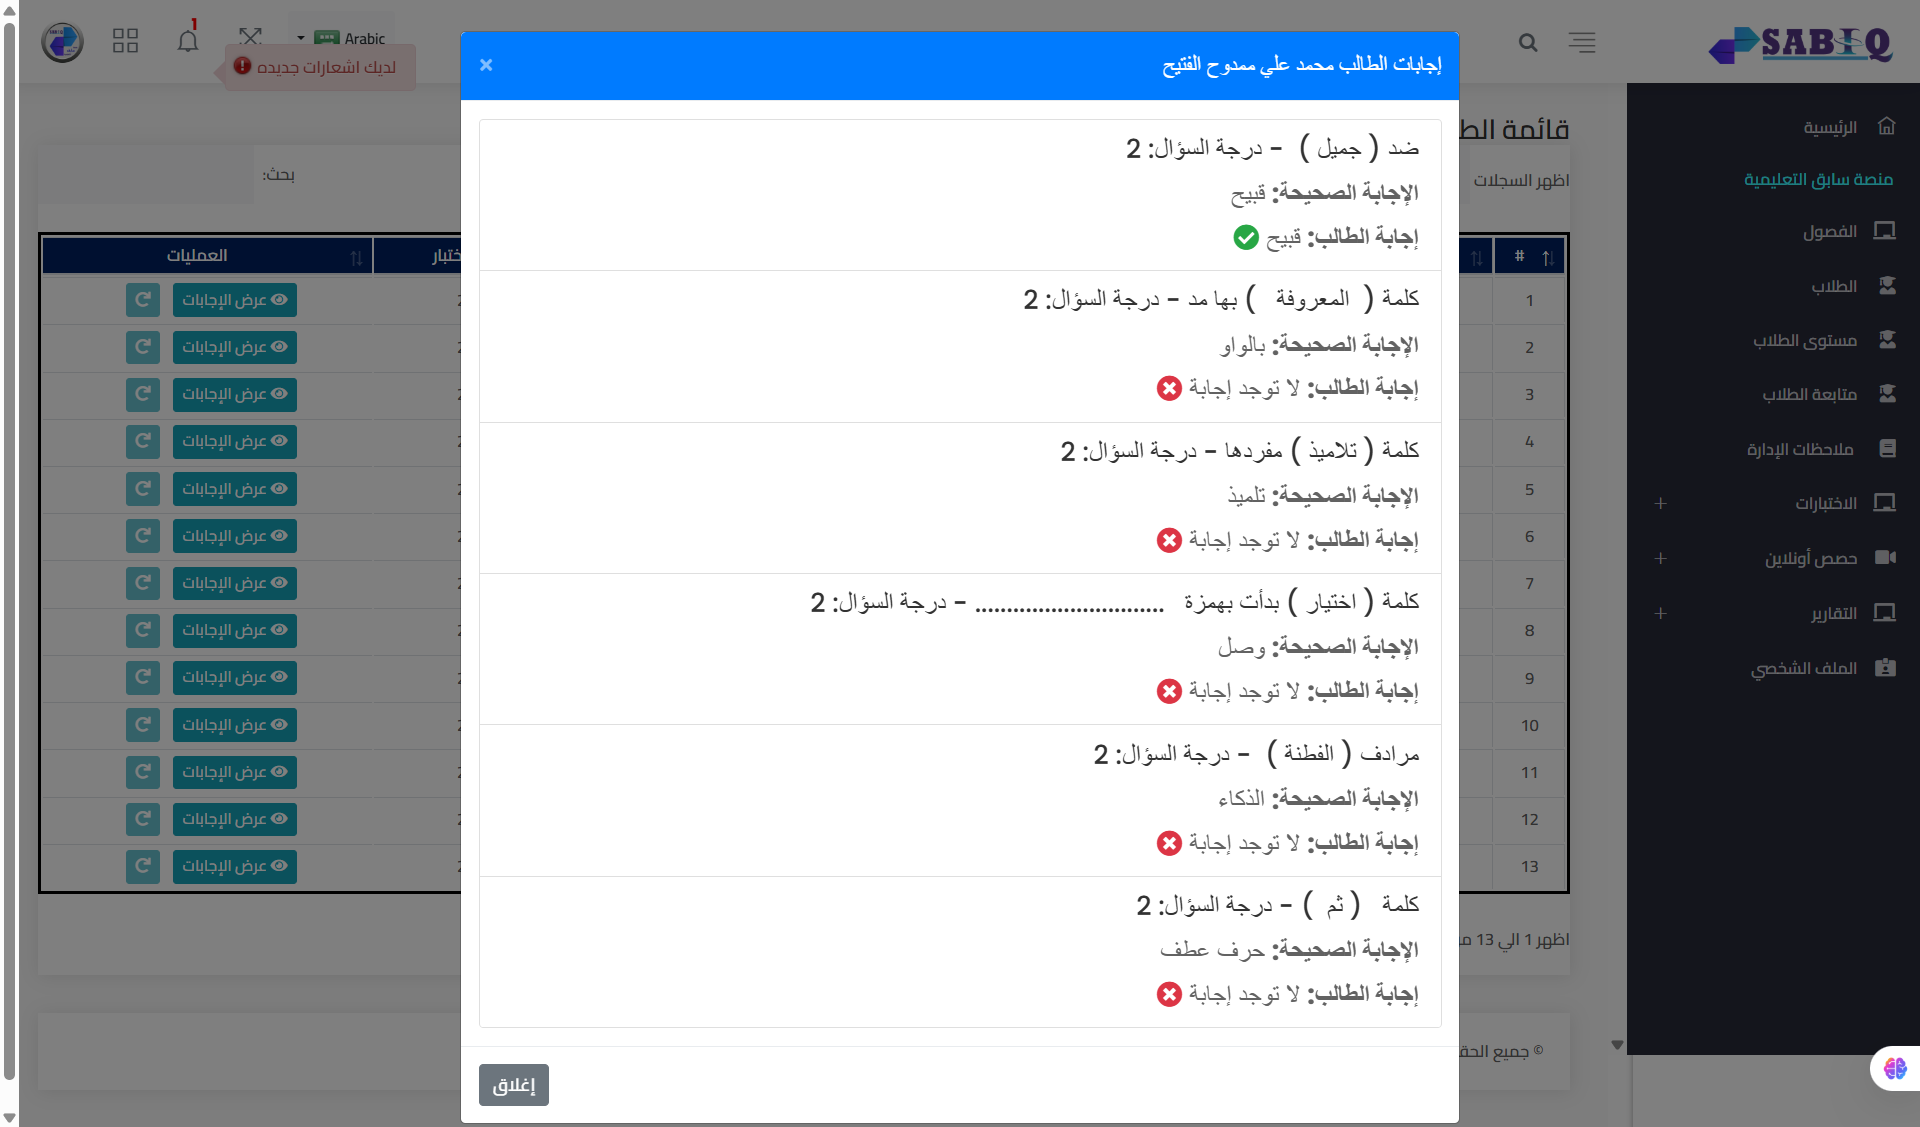 SABIQ
Arabic
1
لديك اشعارات جديده
الرئيسية
منصة سابق التعليمية
الفصول
الطلاب
مستوى الطلاب
متابعة الطلاب
ملاحظات الإدارة
الاختبارات
حصص أونلاين
التقارير
الملف الشخصي
قائمة الط
اظهر السجلات
بحث:
#
ختبار
العمليات
1
عرض الإجابات
2
عرض الإجابات
3
عرض الإجابات
4
عرض الإجابات
5
عرض الإجابات
6
عرض الإجابات
7
عرض الإجابات
8
عرض الإجابات
9
عرض الإجابات
10
عرض الإجابات
11
عرض الإجابات
12
عرض الإجابات
13
عرض الإجابات
اظهر 1 الي 13 م
© جميع الحق
إجابات الطالب محمد علي ممدوح الفتيح
×
ضد ( جميل ) - درجة السؤال: 2
الإجابة الصحيحة: قبيح
إجابة الطالب: قبيح
كلمة ( المعروفة ) بها مد - درجة السؤال: 2
الإجابة الصحيحة: بالواو
إجابة الطالب: لا توجد إجابة
كلمة ( تلاميذ ) مفردها - درجة السؤال: 2
الإجابة الصحيحة: تلميذ
إجابة الطالب: لا توجد إجابة
كلمة ( اختيار ) بدأت بهمزة .............................. - درجة السؤال: 2
الإجابة الصحيحة: وصل
إجابة الطالب: لا توجد إجابة
مرادف ( الفطنة ) - درجة السؤال: 2
الإجابة الصحيحة: الذكاء
إجابة الطالب: لا توجد إجابة
كلمة ( ثم ) - درجة السؤال: 2
الإجابة الصحيحة: حرف عطف
إجابة الطالب: لا توجد إجابة
إغلاق